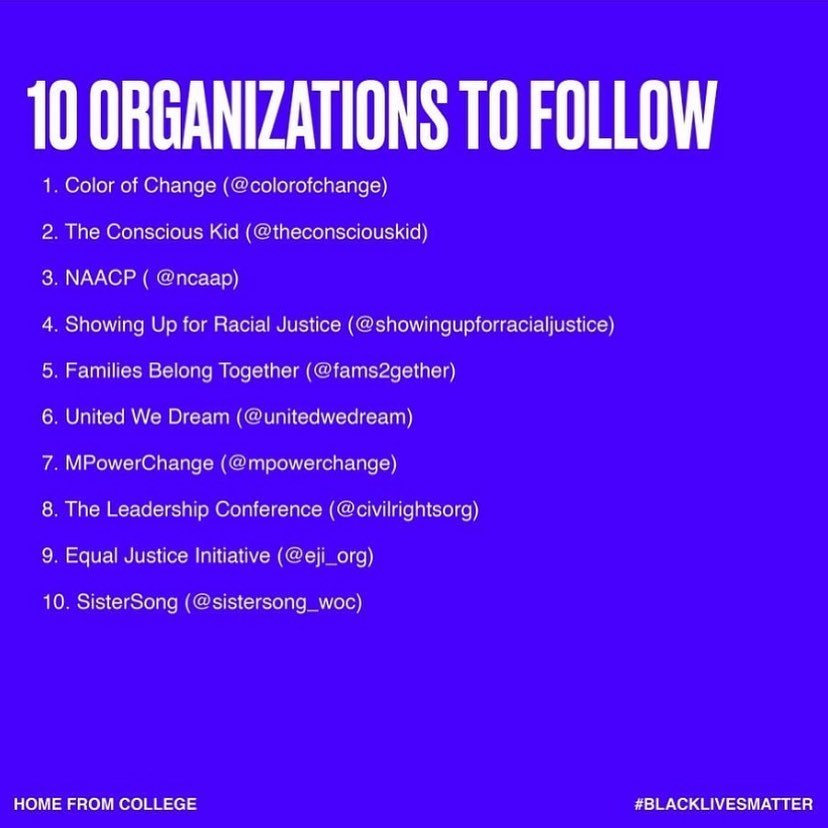 10 ORGANIZATIONS TO FOLLOW
1. Color of Change (@colorofchange)
2. The Conscious Kid (@theconsciouskid)
3. NAACP ( @ncaap)
4. Showing Up for Racial Justice (@showingupforracialjustice)
5. Families Belong Together (@fams2gether)
6. United We Dream (@unitedwedream)
7. MPowerChange (@mpowerchange)
8. The Leadership Conference (@civilrightsorg)
9. Equal Justice Initiative (@eji_org)
10. SisterSong (@sistersong_woc)
HOME FROM COLLEGE
#BLACKLIVESMATTER